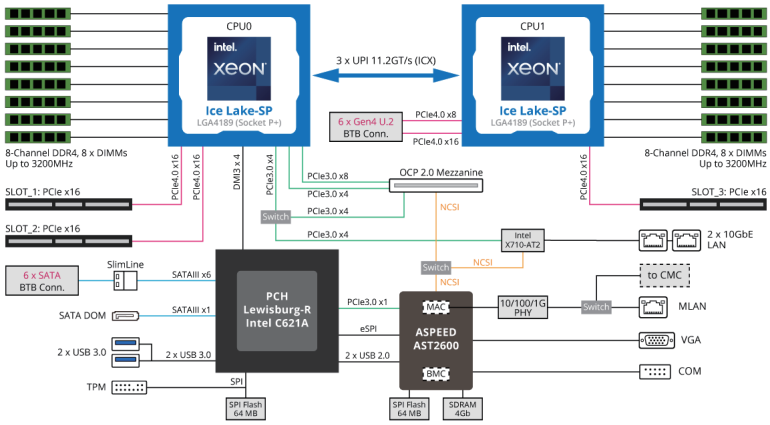 CPU0
intel.
XEON
Ice Lake-SP
LGA4189 (Socket P+)
3 x UPI 11.2GT/s (ICX)
CPU1
intel.
XEON
Ice Lake-SP
LGA4189 (Socket P+)
6 x Gen4 U.2
BTB Conn.
PCIe4.0 x8
PCIe4.0 x16
8-Channel DDR4, 8 x DIMMs
Up to 3200MHz
8-Channel DDR4, 8 x DIMMs
Up to 3200MHz
PCIe4.0 x16
PCIe4.0 x16
DMI3 x 4
PCIe3.0 x4
PCIe3.0 x8
PCIe3.0 x4
PCIe3.0 x4
OCP 2.0 Mezzanine
PCIe4.0 x16
SLOT_1: PCIe x16
SLOT_2: PCIe x16
SLOT_3: PCIe x16
Switch
PCIe3.0 x4
NCSI
Intel
X710-AT2
2 x 10GbE
LAN
Switch
NCSI
NCSI
6 x SATA
BTB Conn.
SlimLine
SATAIII x6
SATA DOM
SATAIII x1
2 x USB 3.0
2 x USB 3.0
TPM
SPI
PCH
Lewisburg-R
Intel C621A
PCIe3.0 x1
eSPI
2 x USB 2.0
MAC
ASPEED
AST2600
BMC
10/100/1G
PHY
Switch
to CMC
MLAN
VGA
COM
SPI Flash
64 MB
SPI Flash
64 MB
SDRAM
4Gb